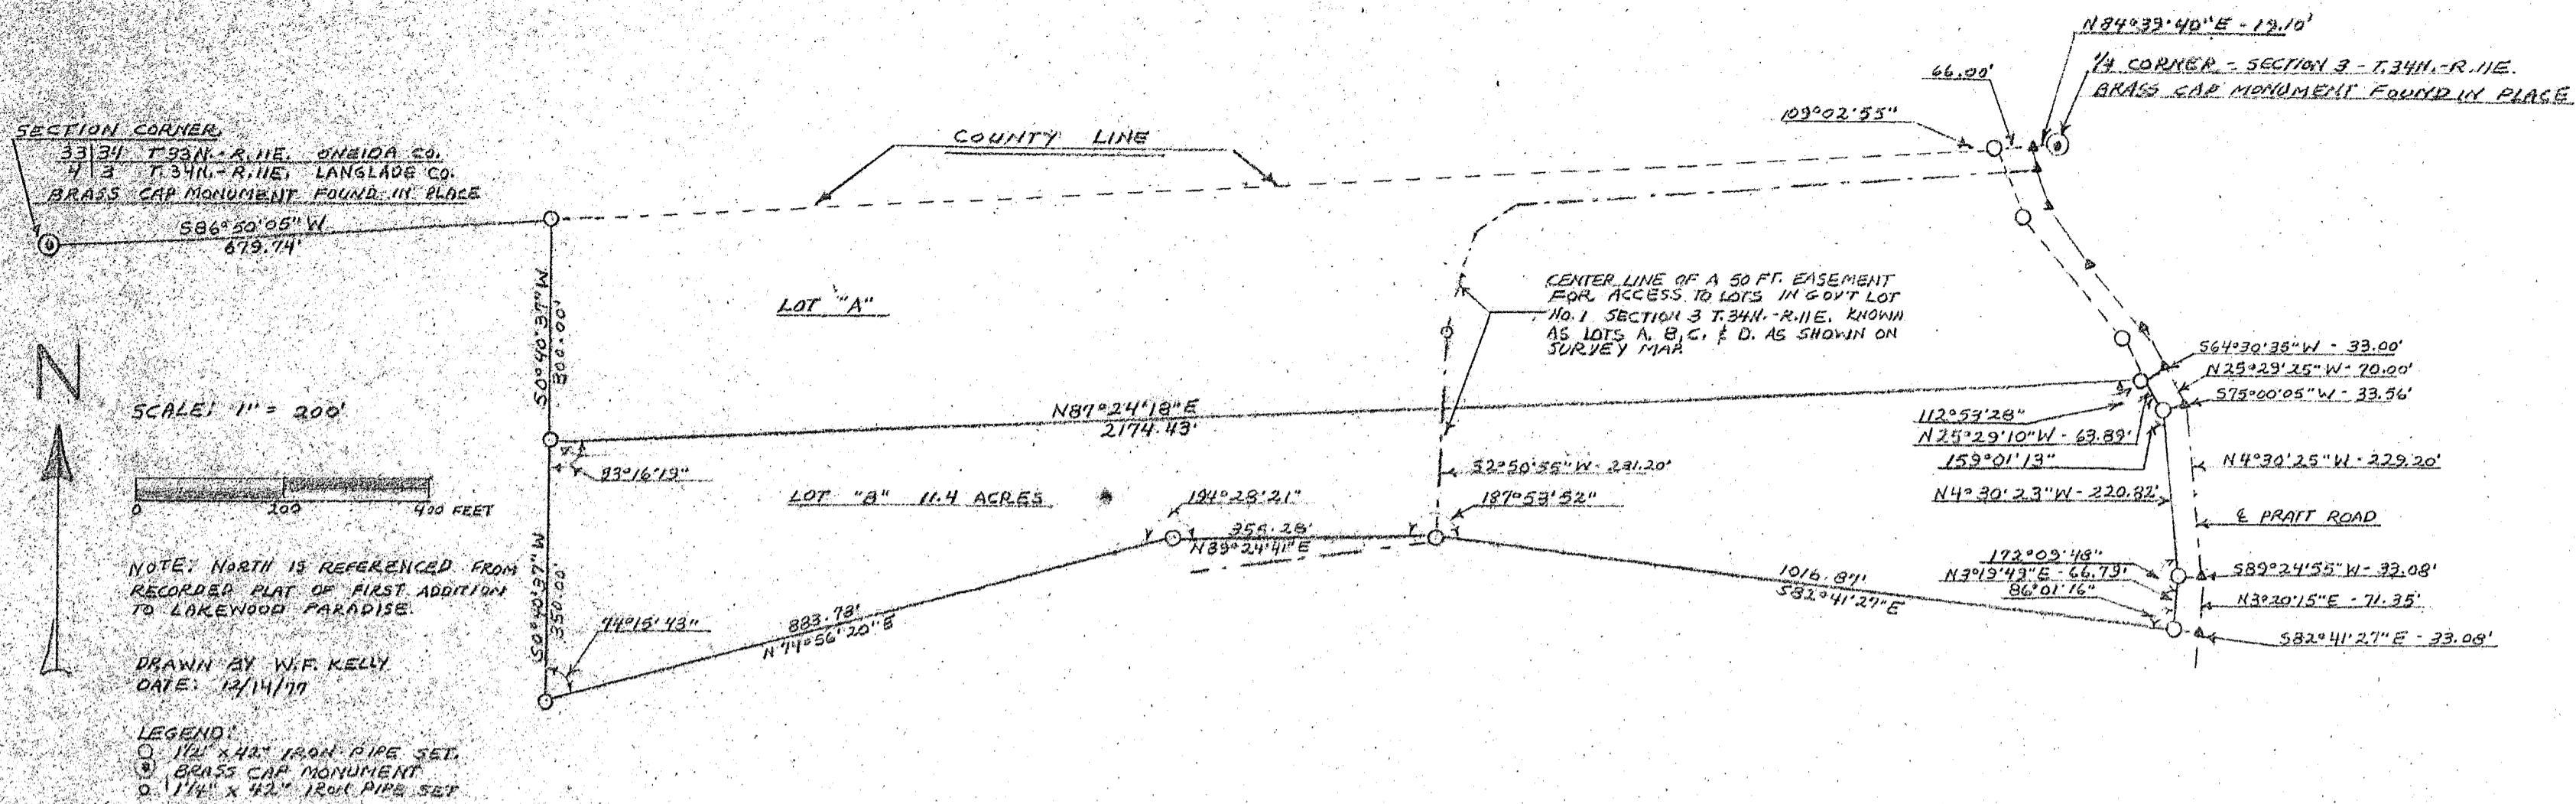 N84°39'40"E - 19.10'
1/4 CORNER - SECTION 3 - T.34N.-R.11E.
BRASS CAP MONUMENT FOUND IN PLACE
66.00'
109°02'55"
SECTION CORNER
33|34 T33N.-R.11E. ONEIDA CO.
4|3 T.34N.-R.11E. LANGLADE CO.
BRASS CAP MONUMENT FOUND IN PLACE
S86°50'05"W
679.74'
COUNTY LINE
S0°40'37"W
300.00'
LOT "A"
CENTER LINE OF A 50 FT. EASEMENT
FOR ACCESS TO LOTS IN GOV'T LOT
No.1 SECTION 3 T.34N.-R.11E. KNOWN
AS LOTS A, B, C, & D. AS SHOWN ON
SURVEY MAP.
N
SCALE: 1" = 200'
0 200 400 FEET
N87°24'18"E
2174.43'
S64°30'35"W - 33.00'
N25°29'25"W - 70.00'
S75°00'05"W - 33.56'
112°53'28"
N25°29'10"W - 63.89'
159°01'13"
N4°30'25"W - 229.20'
N4°30'23"W - 220.82'
℄ PRATT ROAD
93°16'19"
S2°50'55"W - 231.20'
LOT "B" 11.4 ACRES
194°28'21"
187°53'52"
355.28'
N89°24'41"E
S0°40'37"W
350.00'
74°15'43"
883.78'
N74°56'20"E
1016.87'
S82°41'27"E
172°09'48"
N3°19'49"E - 66.79'
86°01'16"
S89°24'55"W - 33.08'
N3°20'15"E - 71.35'
S82°41'27"E - 33.08'
NOTE: NORTH IS REFERENCED FROM
RECORDED PLAT OF FIRST ADDITION
TO LAKEWOOD PARADISE.
DRAWN BY W.F. KELLY
DATE: 12/14/77
LEGEND:
1 1/2" x 42" IRON PIPE SET.
BRASS CAP MONUMENT
1 1/4" x 42" IRON PIPE SET